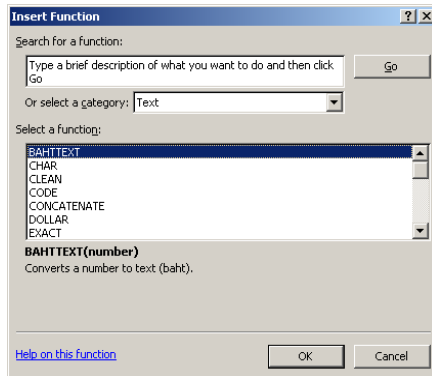 Insert Function
Search for a function:
Type a brief description of what you want to do and then click
Go
Go
Or select a category: Text
Select a function:
BAHTTEXT
CHAR
CLEAN
CODE
CONCATENATE
DOLLAR
EXACT
BAHTTEXT(number)
Converts a number to text (baht).
Help on this function
OK
Cancel